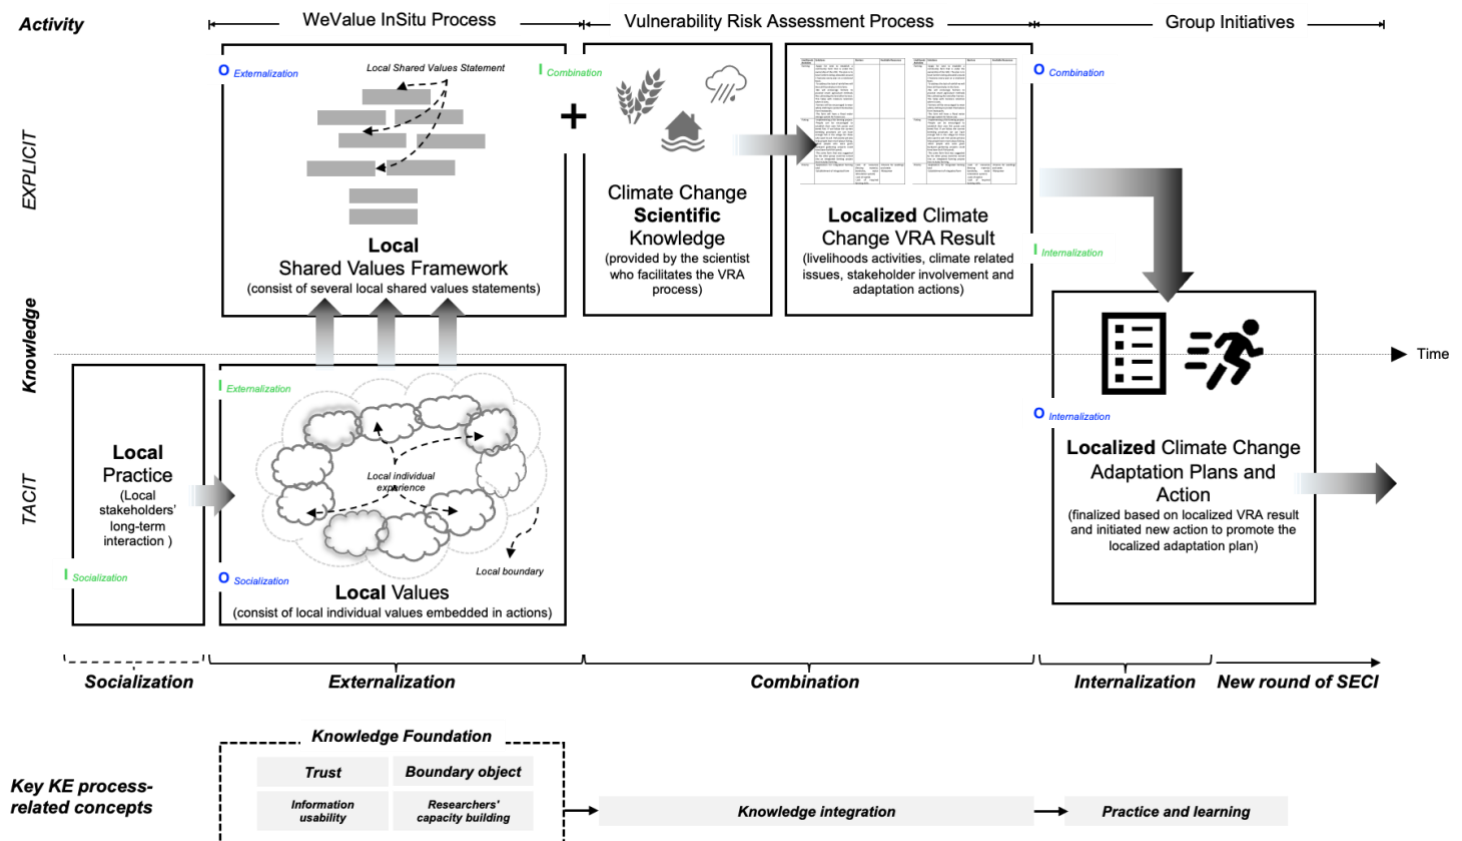 Activity
WeValue InSitu Process
Vulnerability Risk Assessment Process
Group Initiatives
EXPLICIT
Knowledge
TACIT
O Externalization
Local Shared Values Statement
Local
Shared Values Framework
(consist of several local shared values statements)
I Combination
+
Climate Change
Scientific
Knowledge
(provided by the scientist
who facilitates the VRA
process)
Localized Climate
Change VRA Result
(livelihoods activities, climate related
issues, stakeholder involvement and
adaptation actions)
O Combination
I Internalization
Time
Local
Practice
(Local
stakeholders'
long-term
interaction )
I Socialization
I Externalization
Local individual
experience
Local boundary
O Socialization
Local Values
(consist of local individual values embedded in actions)
O Internalization
Localized Climate Change
Adaptation Plans and
Action
(finalized based on localized VRA result
and initiated new action to promote the
localized adaptation plan)
Socialization
Externalization
Combination
Internalization
New round of SECI
Key KE process-
related concepts
Knowledge Foundation
Trust
Boundary object
Information
usability
Researchers'
capacity building
Knowledge integration
Practice and learning